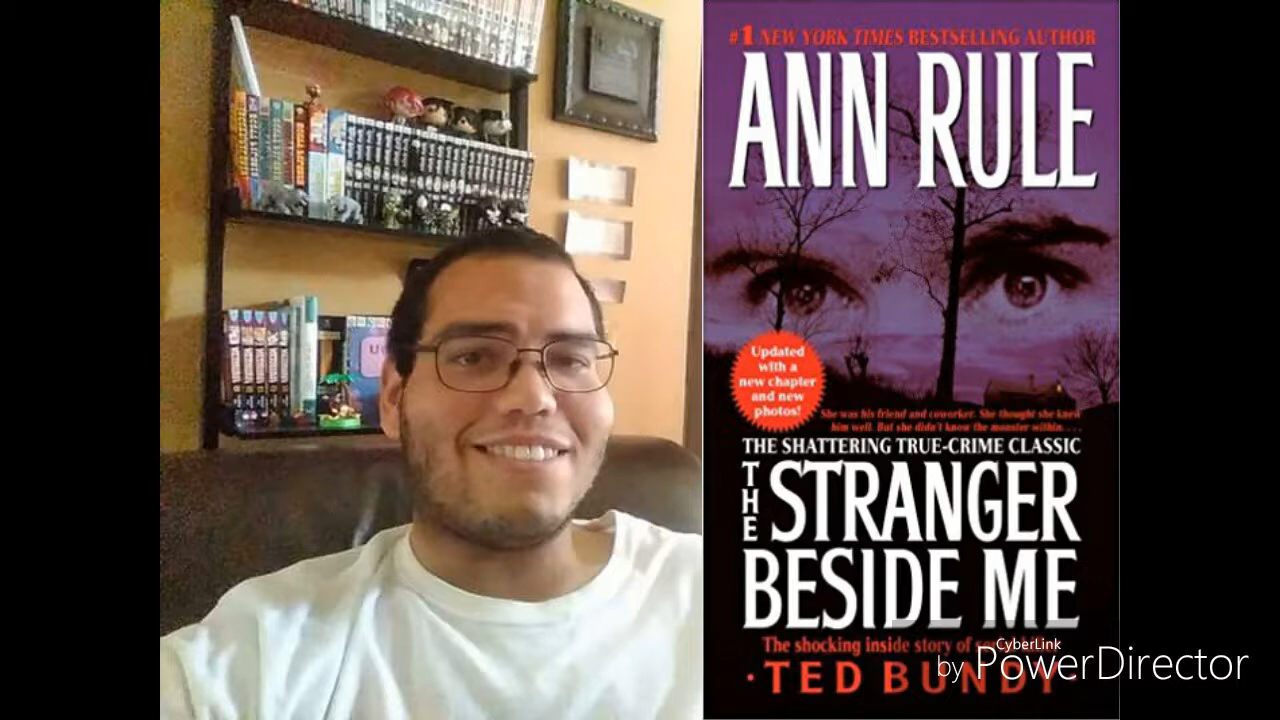 #1 NEW YORK TIMES BESTSELLING AUTHOR
ANN RULE
Updated
with a
new chapter
and new
photos!
She was his friend and coworker. She thought she knew
him well. But she didn't know the monster within....
THE SHATTERING TRUE-CRIME CLASSIC
THE STRANGER
BESIDE ME
The shocking inside story of
• TED BUNDY •
CyberLink
by PowerDirector